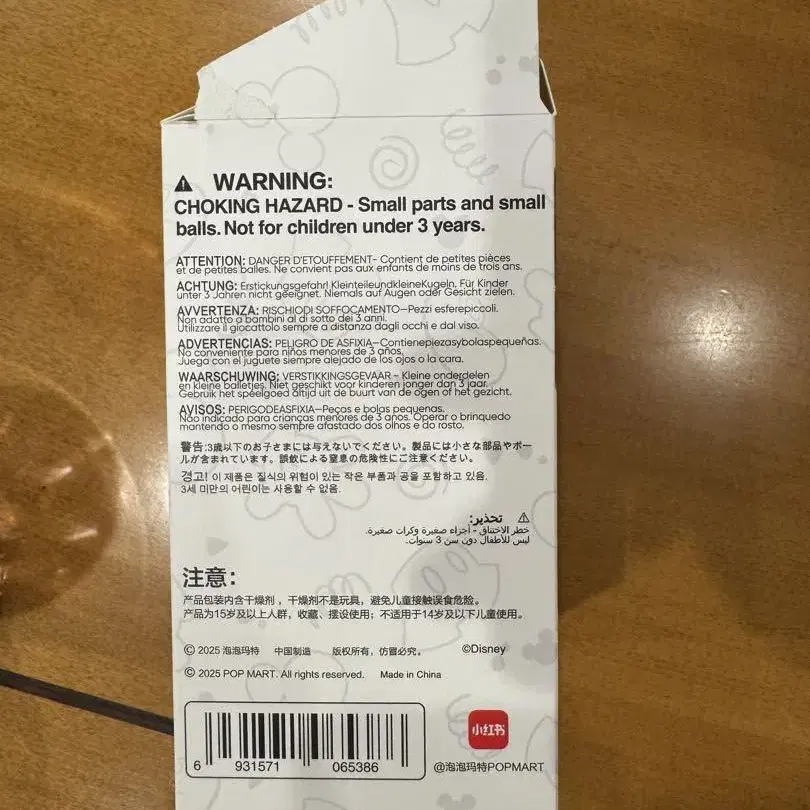 ⚠ WARNING:
CHOKING HAZARD - Small parts and small
balls. Not for children under 3 years.
ATTENTION: DANGER D'ETOUFFEMENT- Contient de petites pièces
et de petites balles. Ne convient pas aux enfants de moins de trois ans.
ACHTUNG: Erstickungsgefahr! KleinteileundkleineKugeln. Für Kinder
unter 3 Jahren nicht geeignet. Niemals auf Augen oder Gesicht zielen.
AVVERTENZA: RISCHIODI SOFFOCAMENTO-Pezzi esferepiccoli.
Non adatto a bambini al di sotto dei 3 anni.
Utilizzare il giocattolo sempre a distanza dagli occhi e dal viso.
ADVERTENCIAS: PELIGRO DE ASFIXIA-Contienepiezasybolaspequeñas.
No conveniente para niños menores de 3 años.
Juega con el juguete siempre alejado de los ojos o la cara.
WAARSCHUWING: VERSTIKKINGSGEVAAR - Kleine onderdelen
en kleine balletjes. Niet geschikt voor kinderen jonger dan 3 jaar.
Gebruik het speelgoed altijd uit de buurt van de ogen of het gezicht.
AVISOS: PERIGODEASFIXIA-Peças e bolas pequenas.
Não indicado para crianças menores de 3 anos. Operar o brinquedo
mantendo o mesmo sempre afastado dos olhos e do rosto.
警告:3歳以下のお子さまには与えないでください。製品には小さな部品やボー
ルが含まれています。誤飲による窒息の危険性にご注意ください。
경고! 이 제품은 질식의 위험이 있는 작은 부품과 공을 포함하고 있음.
3세 미만의 어린이는 사용할 수 없음.
⚠ تحذير:
خطر الاختناق - أجزاء صغيرة وكرات صغيرة.
ليس للأطفال دون سن 3 سنوات.
注意:
产品包装内含干燥剂，干燥剂不是玩具，避免儿童接触误食危险。
产品为15岁及以上人群，收藏、摆设使用；不适用于14岁及以下儿童使用。
© 2025 泡泡玛特 中国制造 版权所有，仿冒必究。 ©Disney
© 2025 POP MART. All rights reserved. Made in China
小红书
6 931571 065386
@泡泡玛特POPMART